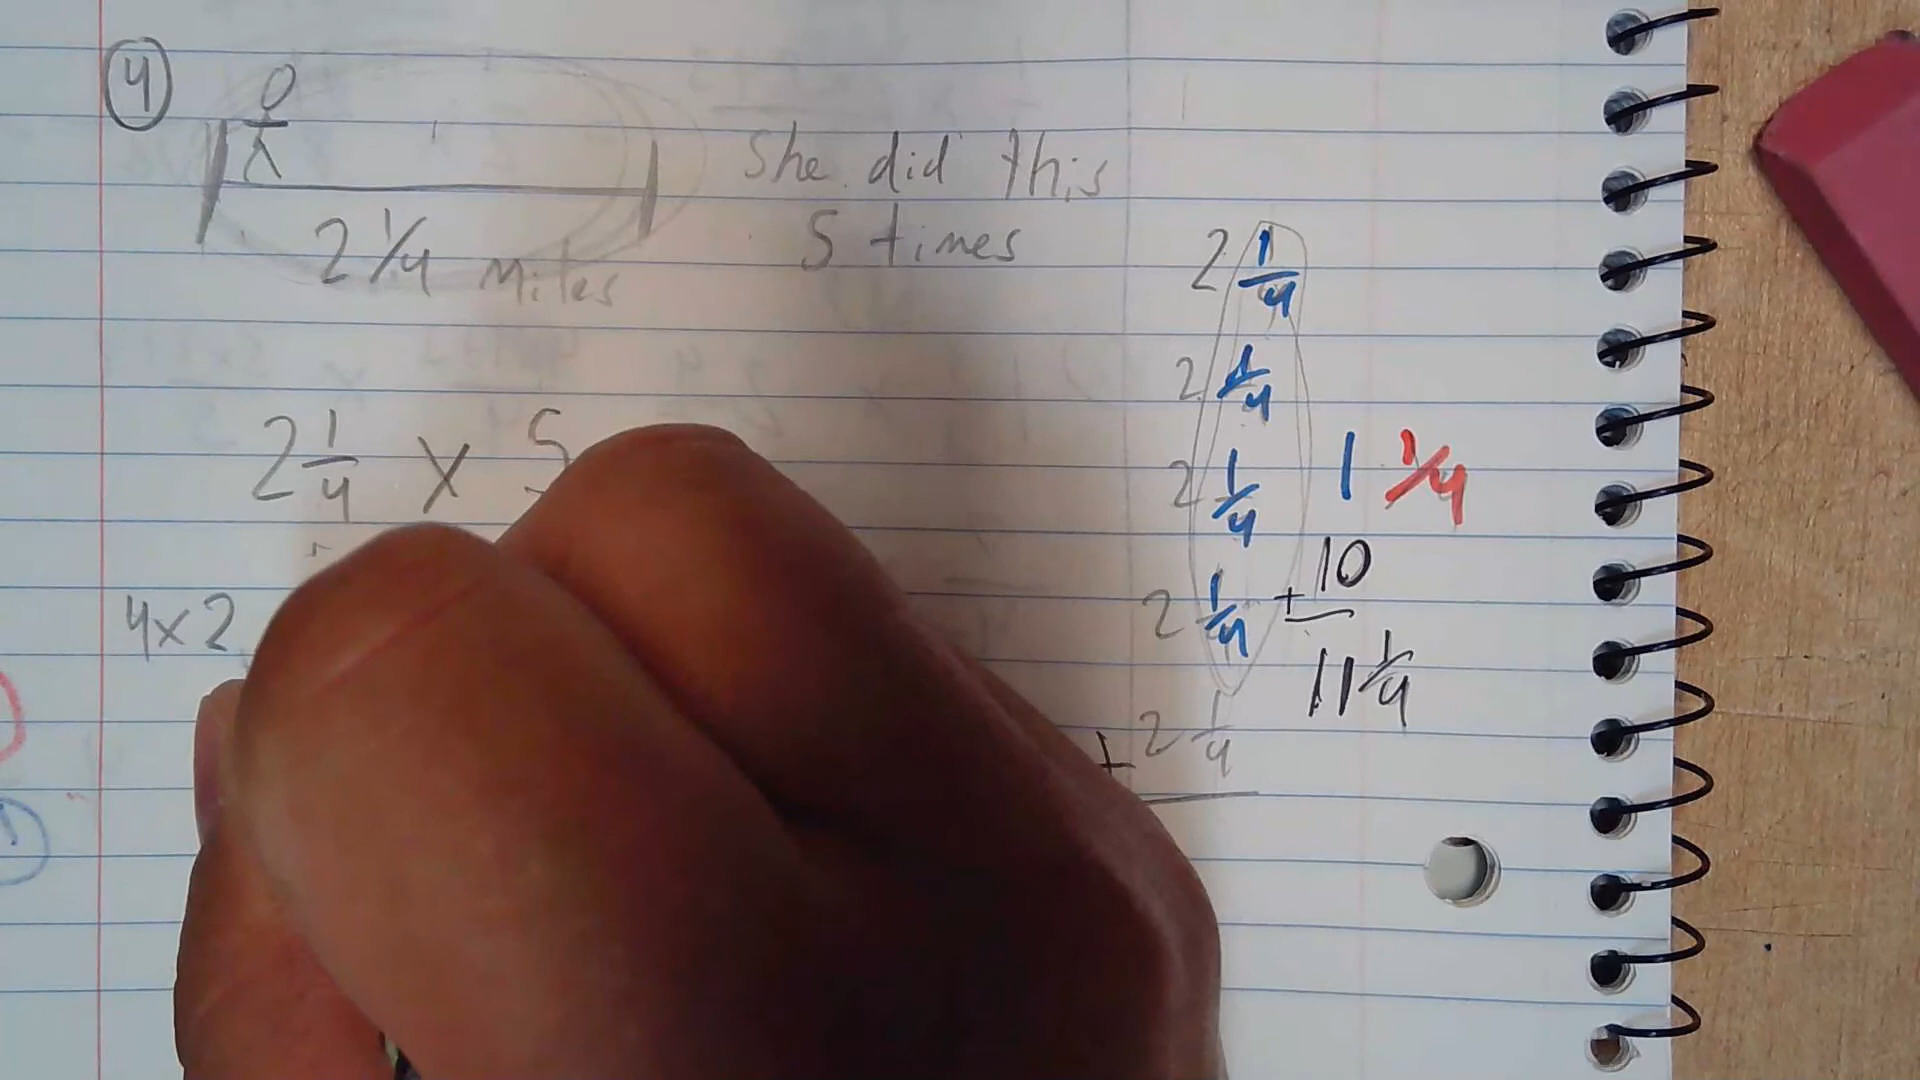 4
She did this
5 times
2 1/4 Miles
2 1/4 x 5
4x2
2 1/4
2 1/4
2 1/4
2 1/4
+ 2 1/4
1 1/4
+ 10
11 1/4